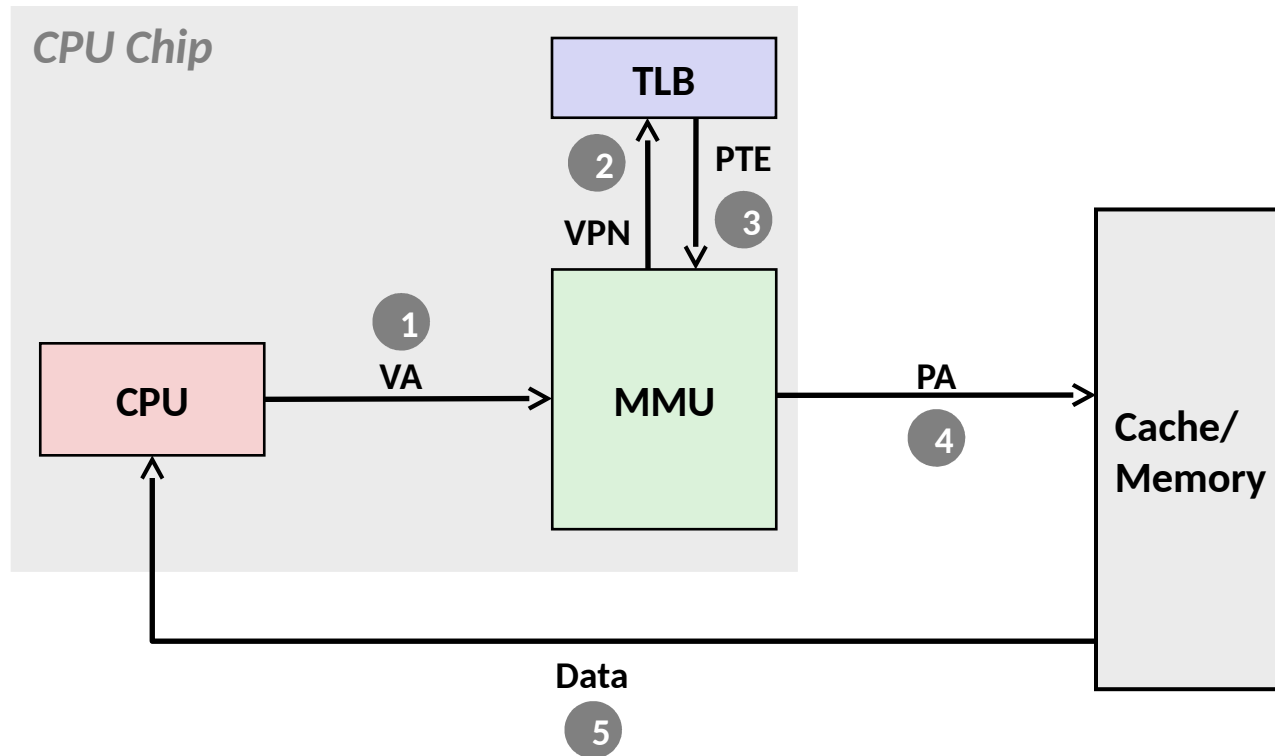 CPU Chip
TLB
2
PTE
3
VPN
1
VA
CPU
MMU
PA
4
Cache/
Memory
Data
5